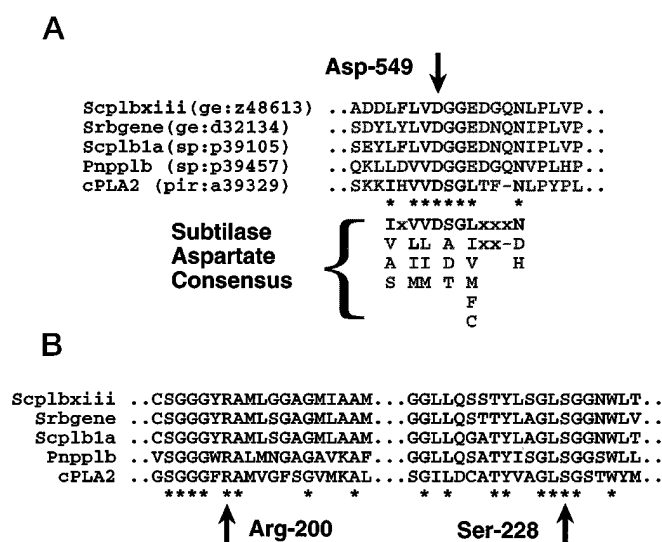 A
Asp-549
Scplbxiii(ge:z48613) ..ADDLFLVDGGEDGQNLPLVP..
Srbgene(ge:d32134) ..SDYLYLVDGGEDNQNIPLVP..
Scplb1a(sp:p39105) ..SEYLFLVDGGEDNQNIPLVP..
Pnpplb (sp:p39457) ..QKLLDVVDGGEDGQNVPLHP..
cPLA2 (pir:a39329) ..SKKIHVVDSGLTF-NLPYPL..
* ****** *
Subtilase Aspartate Consensus {
IxVVDSGLxxxN
V LL A Ixx-D
A II D V H
S MM T M
F
C
B
Scplbxiii ..CSGGGYRAMLGGAGMIAAM...GGLLQSSTYLSGLSGGNWLT..
Srbgene ..CSGGGYRAMLSGAGMLAAM...GGLLQSTTYLAGLSGGNWLV..
Scplb1a ..CSGGGYRAMLSGAGMLAAM...GGLLQGATYLAGLSGGNWLT..
Pnpplb ..VSGGGWRALMNGAGAVKAF...GGLLQSATYISGLSGGSWLL..
cPLA2 ..GSGGGFRAMVGFSGVMKAL...SGILDCATYVAGLSGSTWYM..
**** ** * * * * ** **** *
Arg-200 Ser-228